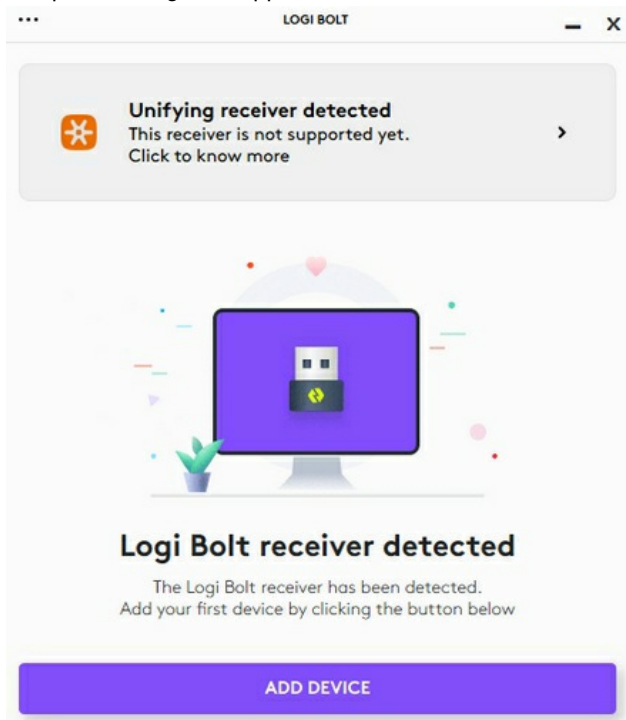 ...
LOGI BOLT
X
Unifying receiver detected
This receiver is not supported yet.
Click to know more
Logi Bolt receiver detected
The Logi Bolt receiver has been detected.
Add your first device by clicking the button below
ADD DEVICE